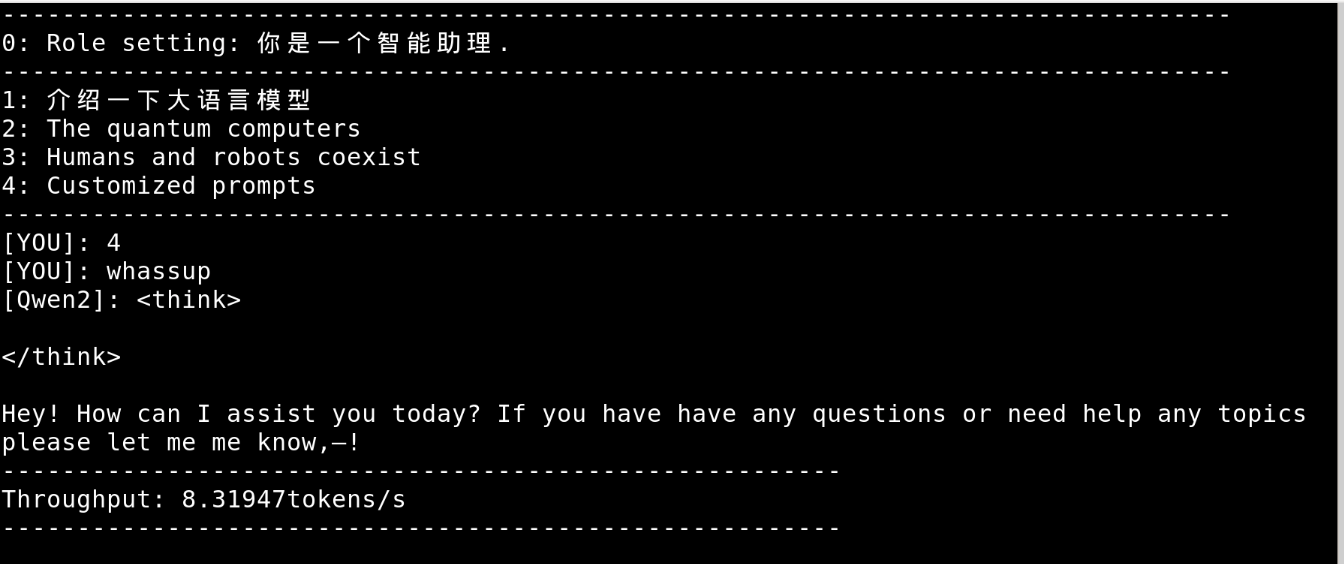 ----------------------------------------------------------------------------------
0: Role setting: 你是一个智能助理.
----------------------------------------------------------------------------------
1: 介绍一下大语言模型
2: The quantum computers
3: Humans and robots coexist
4: Customized prompts
----------------------------------------------------------------------------------
[YOU]: 4
[YOU]: whassup
[Qwen2]: <think>
</think>
Hey! How can I assist you today? If you have have any questions or need help any topics
please let me me know,—!
--------------------------------------------------------
Throughput: 8.31947tokens/s
--------------------------------------------------------